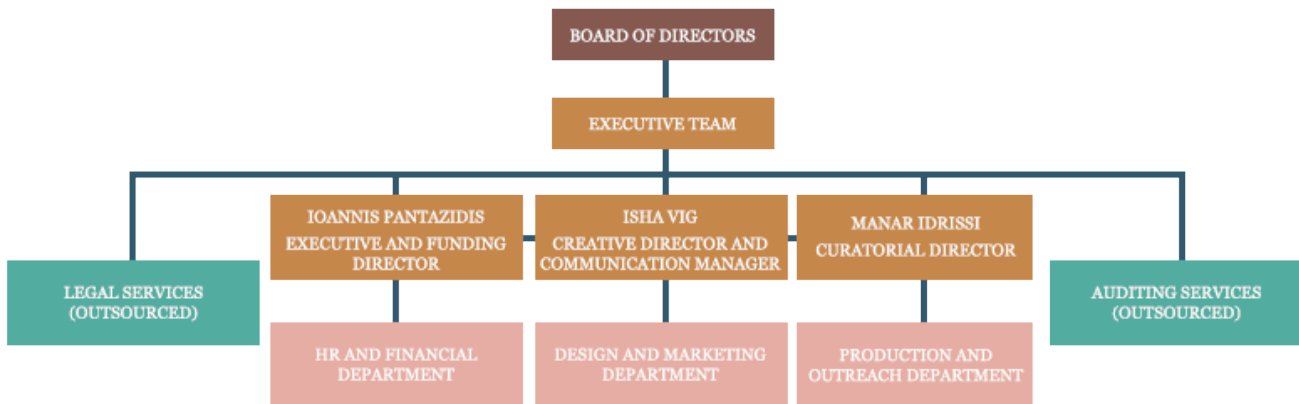 BOARD OF DIRECTORS
EXECUTIVE TEAM
IOANNIS PANTAZIDIS
EXECUTIVE AND FUNDING
DIRECTOR
ISHA VIG
CREATIVE DIRECTOR AND
COMMUNICATION MANAGER
MANAR IDRISSI
CURATORIAL DIRECTOR
LEGAL SERVICES
(OUTSOURCED)
AUDITING SERVICES
(OUTSOURCED)
HR AND FINANCIAL
DEPARTMENT
DESIGN AND MARKETING
DEPARTMENT
PRODUCTION AND
OUTREACH DEPARTMENT